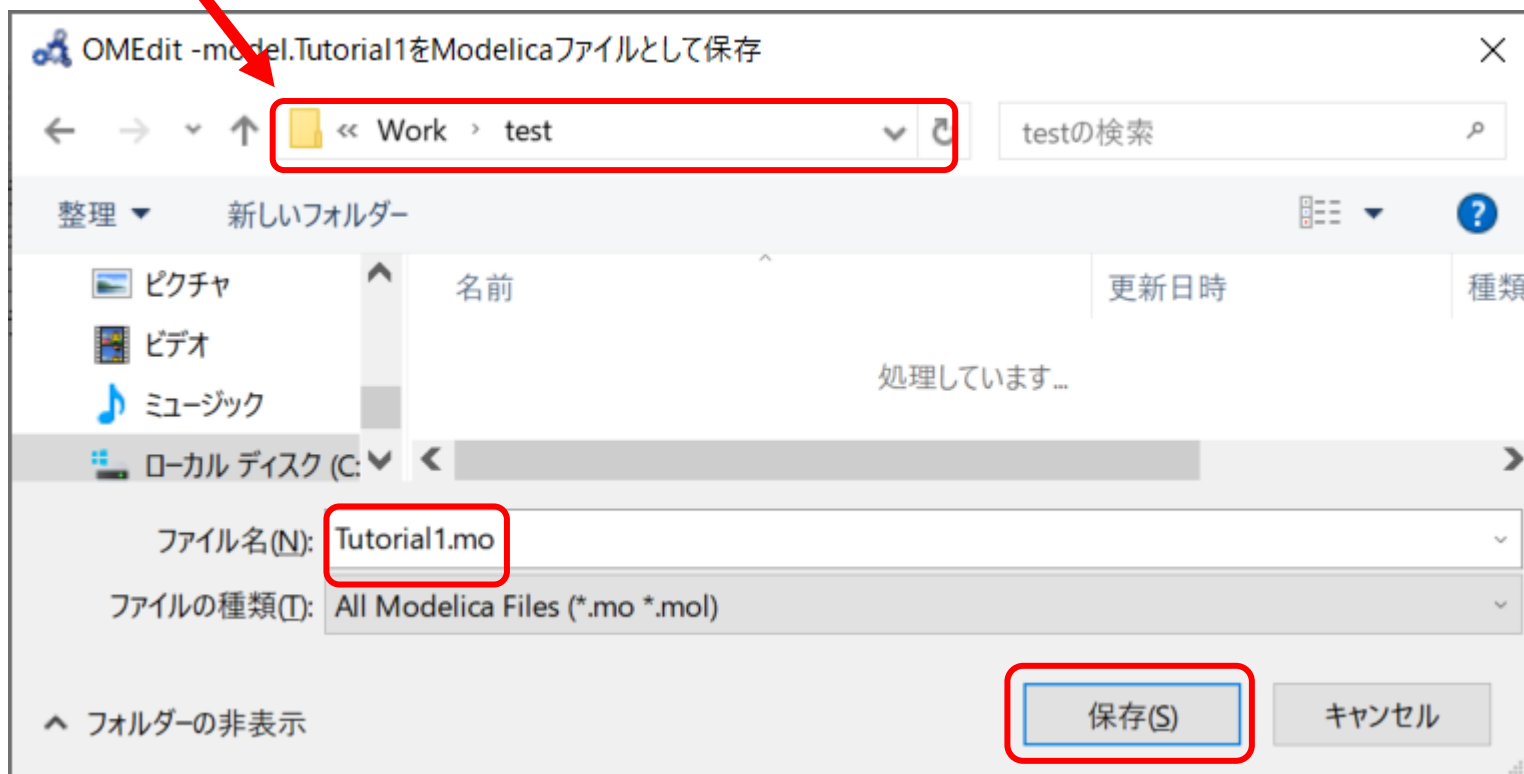 OMEdit -model.Tutorial1をModelicaファイルとして保存
« Work › test
testの検索
整理 新しいフォルダー
ピクチャ
ビデオ
ミュージック
ローカル ディスク (C:
名前 更新日時 種類
処理しています...
ファイル名(N): Tutorial1.mo
ファイルの種類(T): All Modelica Files (*.mo *.mol)
フォルダーの非表示
保存(S) キャンセル